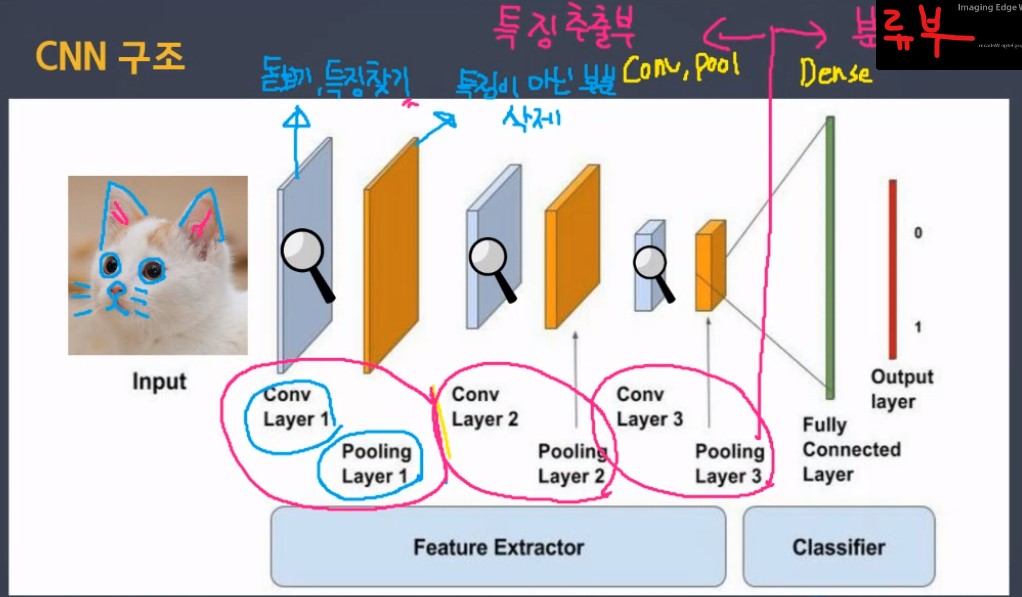 Imaging Edge W
특징추출부
분
류부
CNN 구조
돋보기, 특징찾기
특징이 아닌 부분
삭제
Conv, Pool
Dense
0
1
Input
Conv
Layer 1
Pooling
Layer 1
Conv
Layer 2
Pooling
Layer 2
Conv
Layer 3
Pooling
Layer 3
Fully
Connected
Layer
Output
layer
Feature Extractor
Classifier